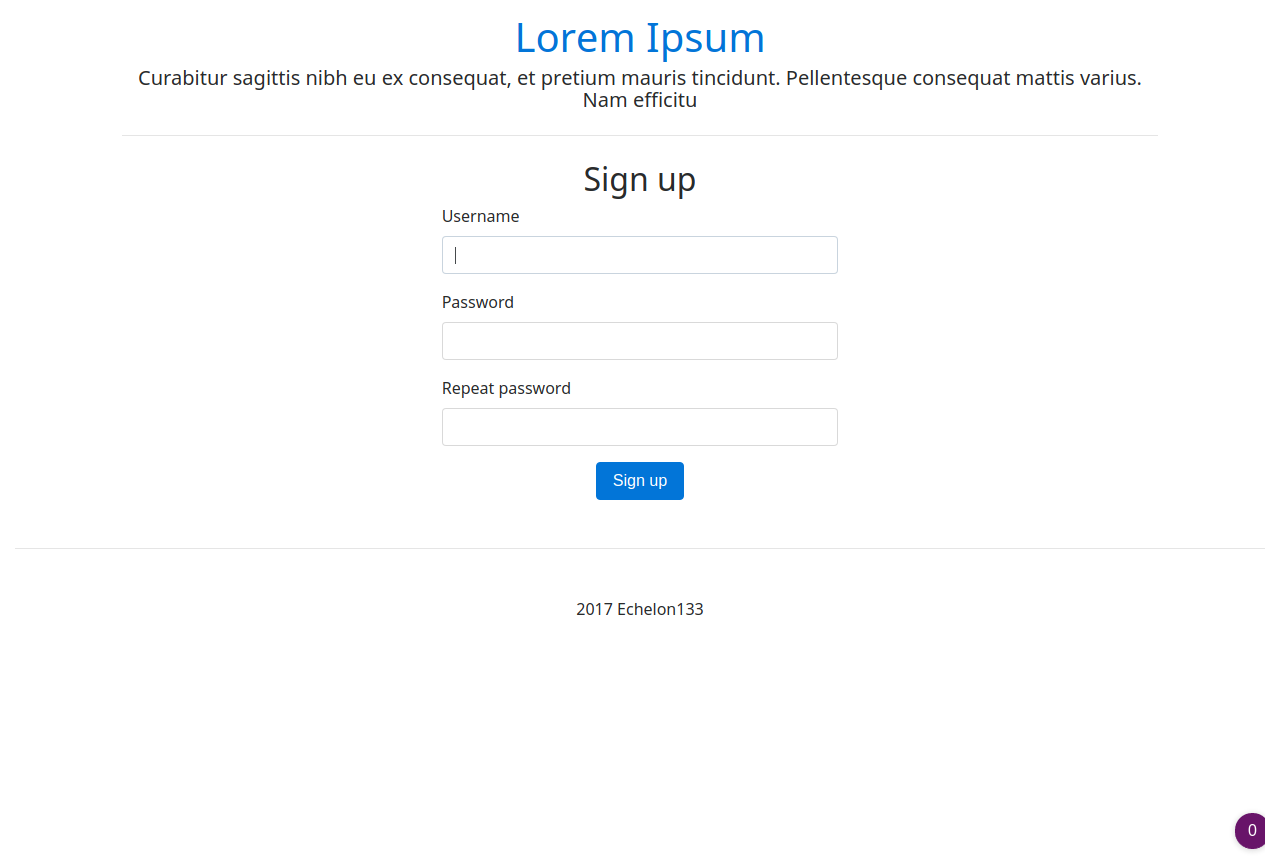 Lorem Ipsum
Curabitur sagittis nibh eu ex consequat, et pretium mauris tincidunt. Pellentesque consequat mattis varius.
Nam efficitu
Sign up
Username
Password
Repeat password
Sign up
2017 Echelon133
0